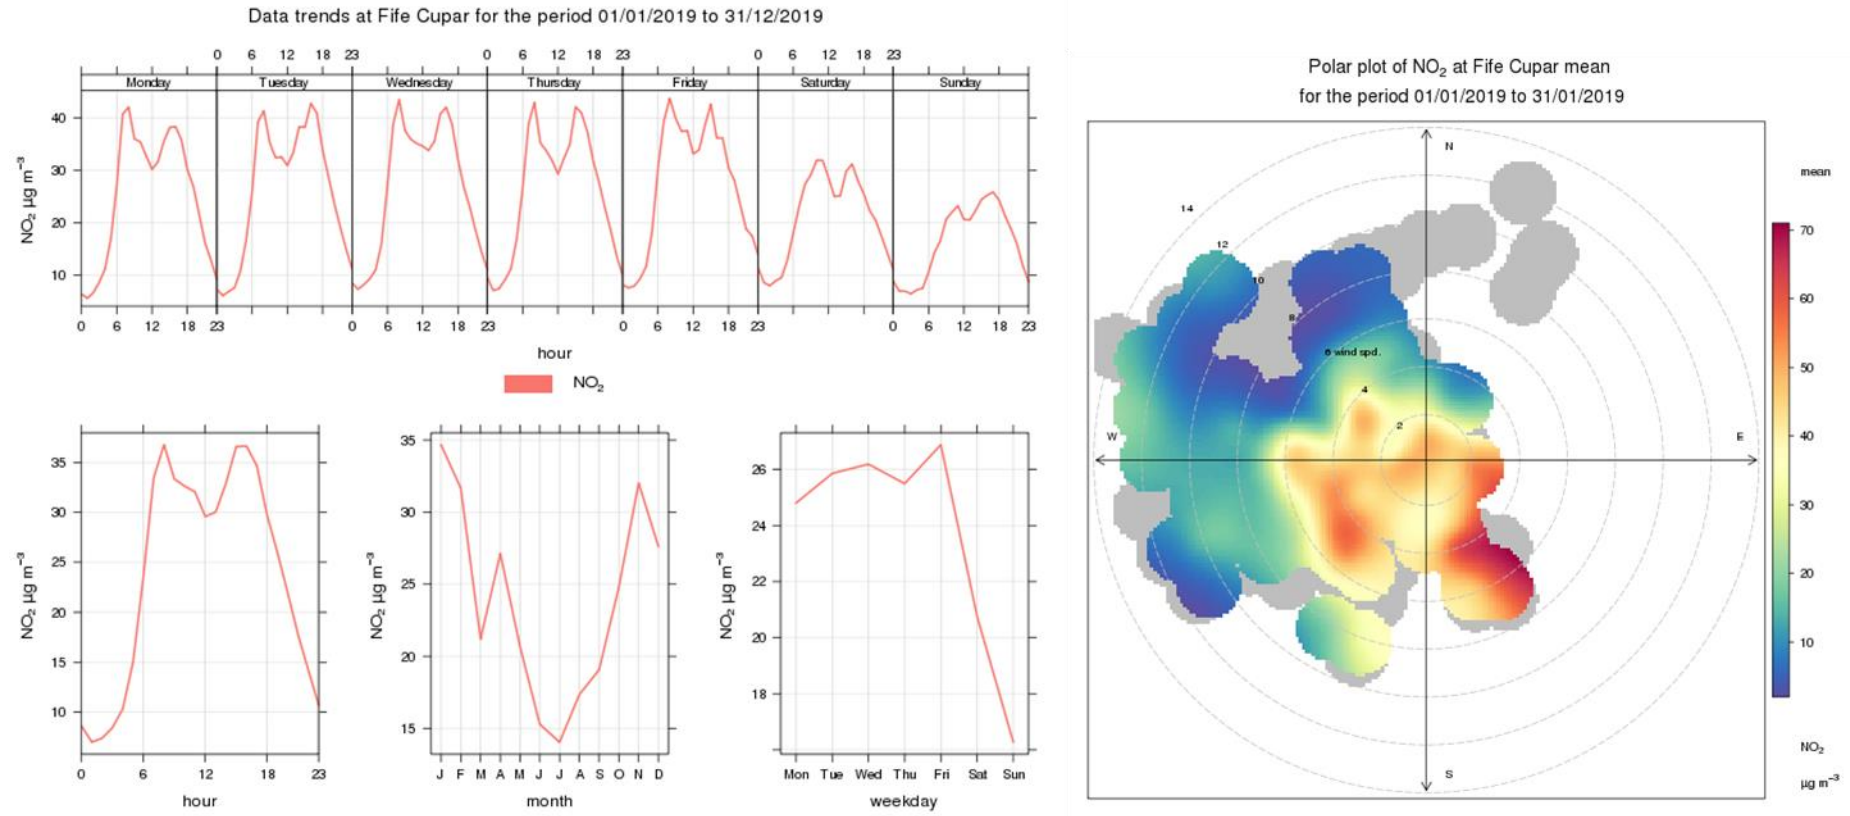 Data trends at Fife Cupar for the period 01/01/2019 to 31/12/2019
0 6 12 18 23 0 6 12 18 23 0 6 12 18 23
Monday Tuesday Wednesday Thursday Friday Saturday Sunday
40
30
20
10
NO₂ µg m⁻³
0 6 12 18 23 0 6 12 18 23 0 6 12 18 23 0 6 12 18 23
hour
NO₂
35
30
25
20
15
10
NO₂ µg m⁻³
0 6 12 18 23
hour
35
30
25
20
15
NO₂ µg m⁻³
J F M A M J J A S O N D
month
26
24
22
20
18
NO₂ µg m⁻³
Mon Tue Wed Thu Fri Sat Sun
weekday
Polar plot of NO₂ at Fife Cupar mean
for the period 01/01/2019 to 31/01/2019
N
14
12
10
8
6 wind spd.
4
2
W E
S
mean
70
60
50
40
30
20
10
NO₂
µg m⁻³